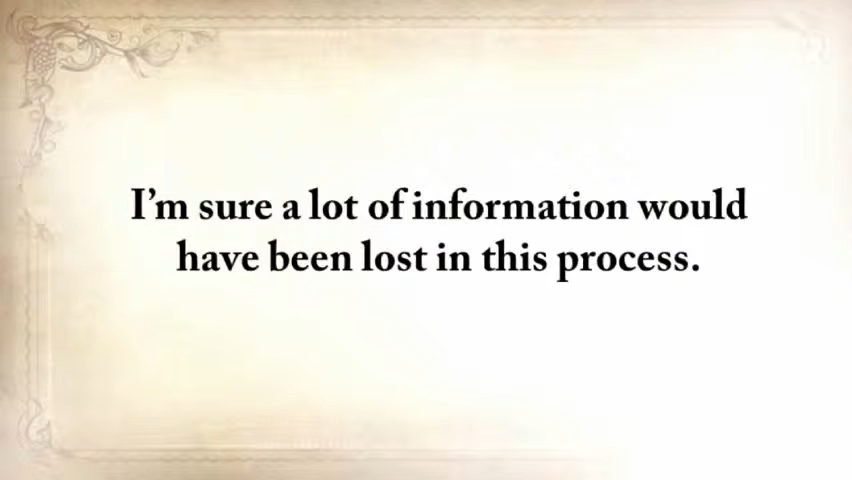 I’m sure a lot of information would
have been lost in this process.